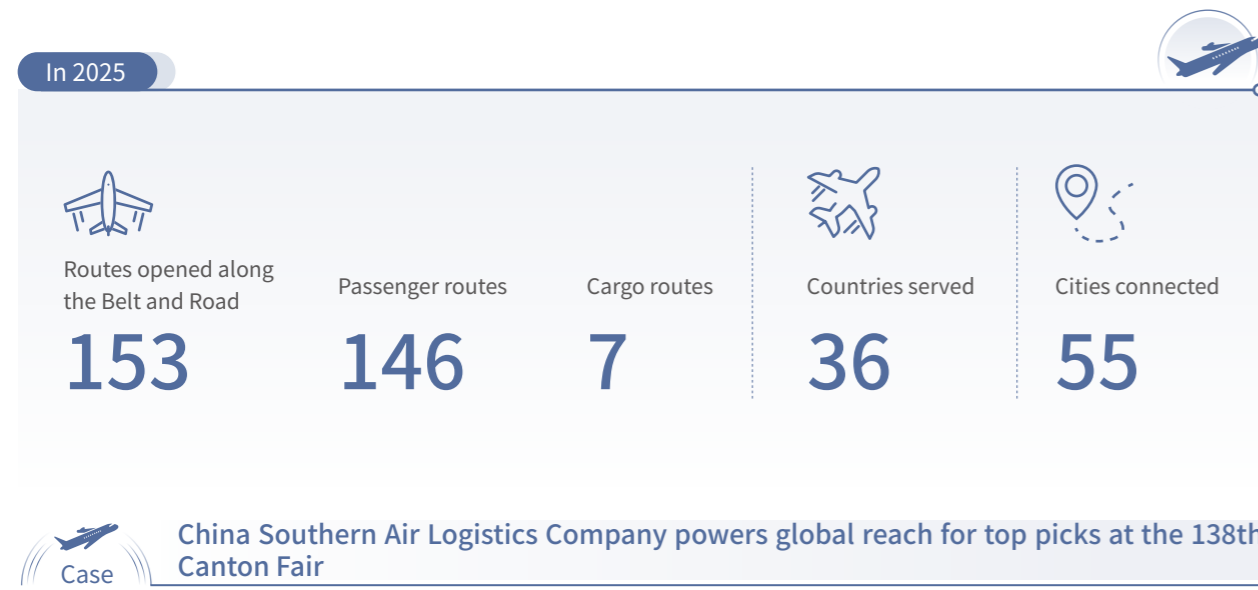 In 2025
Routes opened along
the Belt and Road
153
Passenger routes
146
Cargo routes
7
Countries served
36
Cities connected
55
Case
China Southern Air Logistics Company powers global reach for top picks at the 138th
Canton Fair